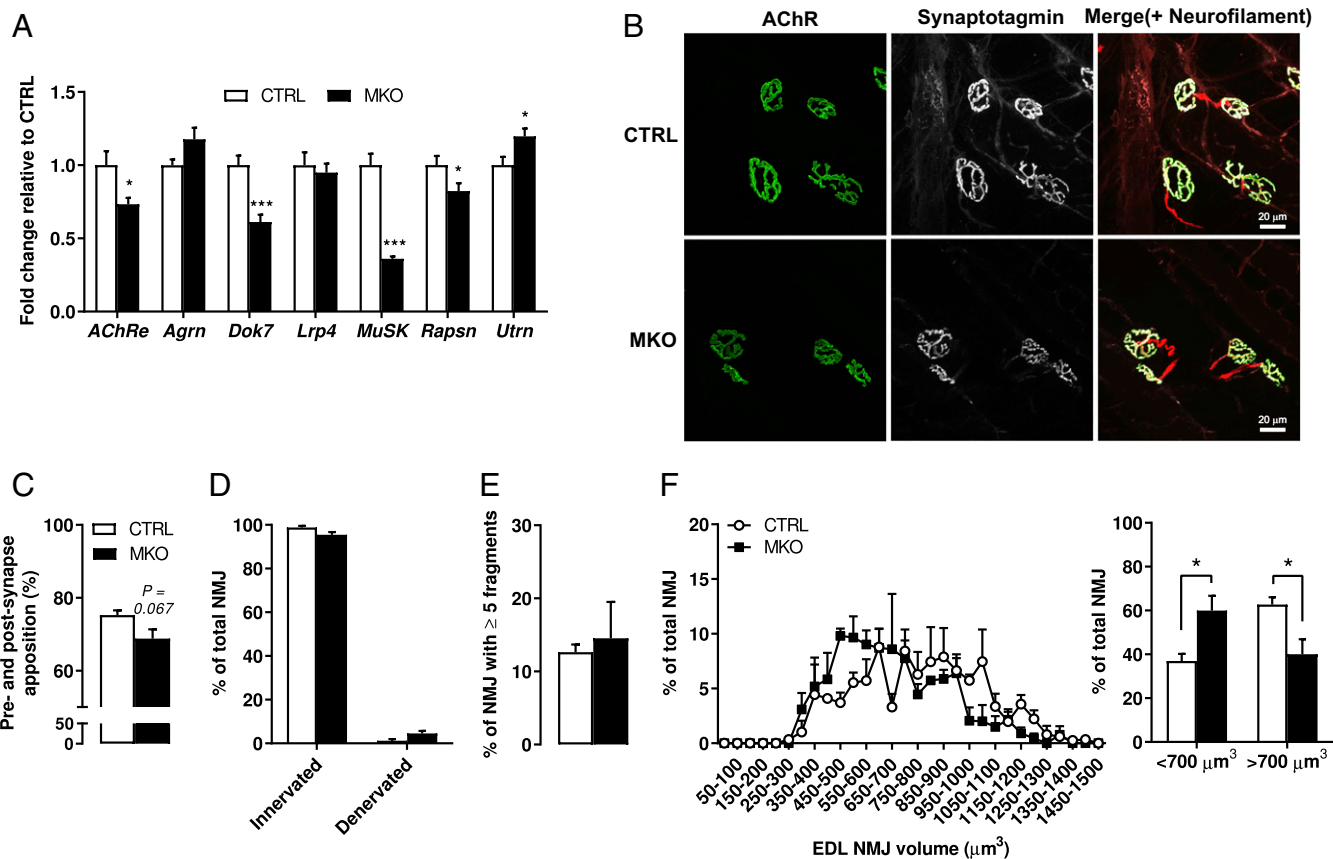 A
Fold change relative to CTRL
1.5
1.0
0.5
0.0
CTRL MKO
* *** *** * *
AChRe Agrn Dok7 Lrp4 MuSK Rapsn Utrn
B
AChR Synaptotagmin Merge(+ Neurofilament)
CTRL
20 μm
MKO
20 μm
C
Pre- and post-synapse
apposition (%)
100
80
60
50
0
CTRL
MKO
P =
0.067
D
% of total NMJ
100
80
60
40
20
0
Innervated
Denervated
E
% of NMJ with ≥ 5 fragments
30
20
10
0
F
% of total NMJ
20
15
10
5
0
CTRL
MKO
50-100
150-200
250-300
350-400
450-500
550-600
650-700
750-800
850-900
950-1000
1050-1100
1150-1200
1250-1300
1350-1400
1450-1500
EDL NMJ volume (μm³)
% of total NMJ
100
80
60
40
20
0
* *
<700 μm³ >700 μm³